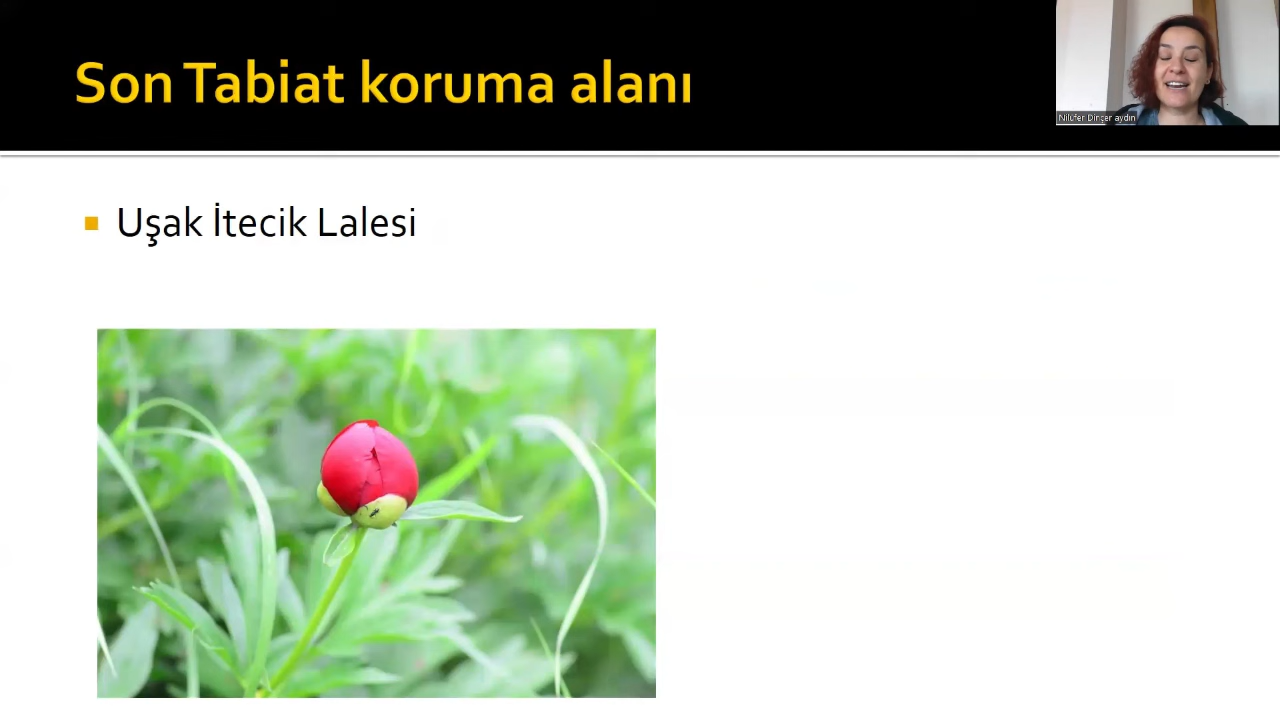 Son Tabiat koruma alanı
Nilüfer Dinçer aydın
Uşak İtecik Lalesi